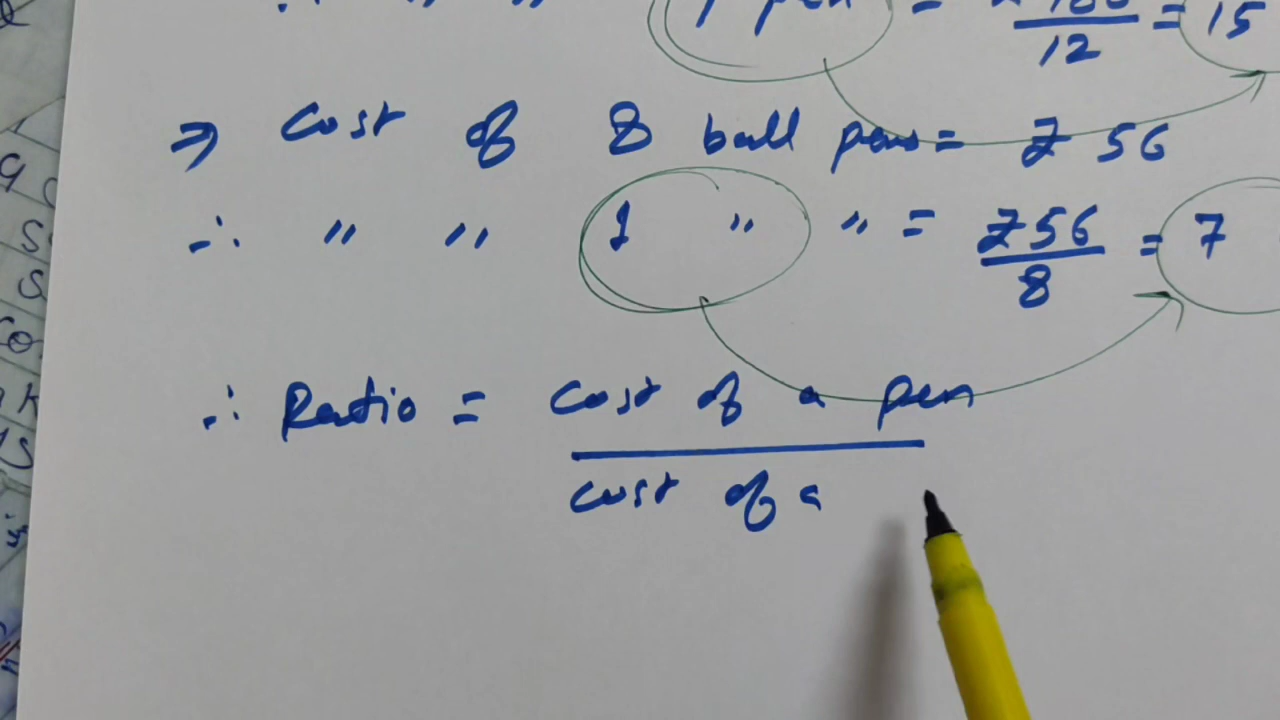 ∴ " " 1 pen = ₹180/12 = 15
⇒ Cost of 8 ball pens = ₹ 56
∴ " " 1 " " = ₹56/8 = 7
∴ Ratio = cost of a pen
cost of a